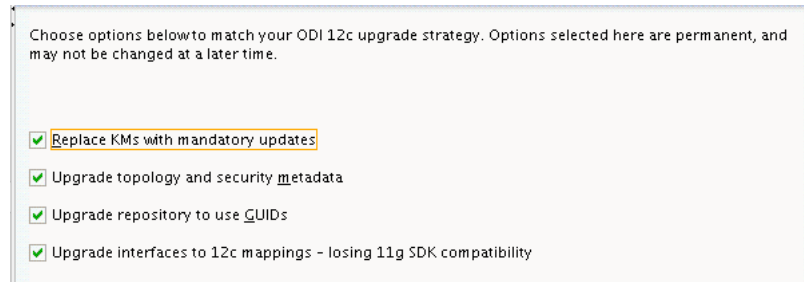 Choose options below to match your ODI 12c upgrade strategy. Options selected here are permanent, and
may not be changed at a later time.
Replace KMs with mandatory updates
Upgrade topology and security metadata
Upgrade repository to use GUIDs
Upgrade interfaces to 12c mappings – losing 11g SDK compatibility